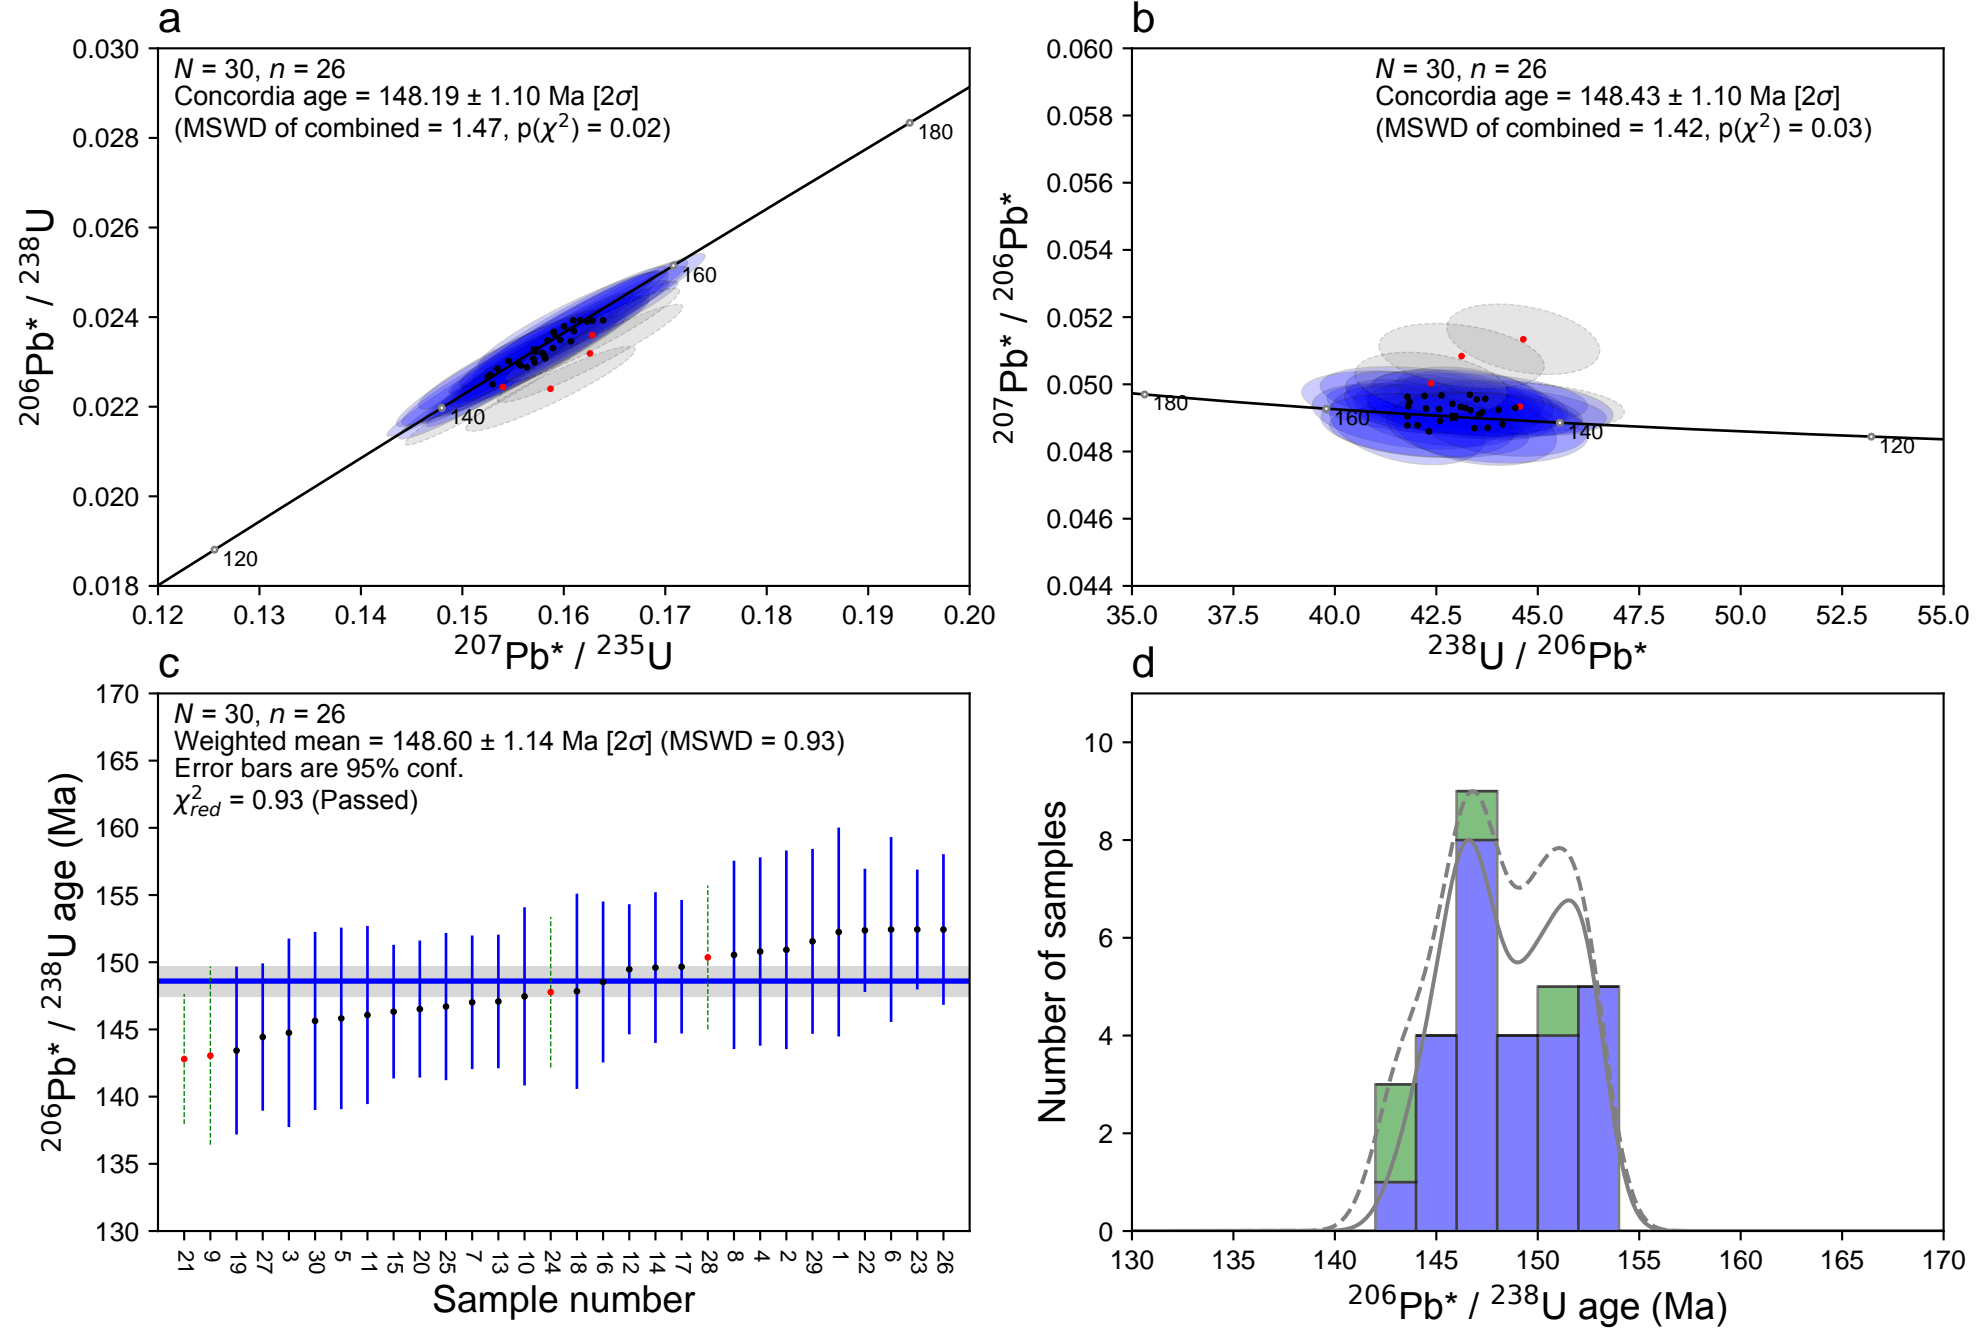 a
N = 30, n = 26
Concordia age = 148.19 ± 1.10 Ma [2σ]
(MSWD of combined = 1.47, p(χ²) = 0.02)
0.030
0.028
0.026
0.024
0.022
0.020
0.018
²⁰⁶Pb* / ²³⁸U
180
160
140
120
0.12 0.13 0.14 0.15 0.16 0.17 0.18 0.19 0.20
²⁰⁷Pb* / ²³⁵U
b
N = 30, n = 26
Concordia age = 148.43 ± 1.10 Ma [2σ]
(MSWD of combined = 1.42, p(χ²) = 0.03)
0.060
0.058
0.056
0.054
0.052
0.050
0.048
0.046
0.044
²⁰⁷Pb* / ²⁰⁶Pb*
180
160
140
120
35.0 37.5 40.0 42.5 45.0 47.5 50.0 52.5 55.0
²³⁸U / ²⁰⁶Pb*
c
N = 30, n = 26
Weighted mean = 148.60 ± 1.14 Ma [2σ] (MSWD = 0.93)
Error bars are 95% conf.
χ²red = 0.93 (Passed)
170
165
160
155
150
145
140
135
130
²⁰⁶Pb* / ²³⁸U age (Ma)
21 9 19 27 3 30 5 11 15 20 25 7 13 10 24 18 16 12 14 17 28 8 4 2 29 1 22 6 23 26
Sample number
d
10
8
6
4
2
0
Number of samples
130 135 140 145 150 155 160 165 170
²⁰⁶Pb* / ²³⁸U age (Ma)